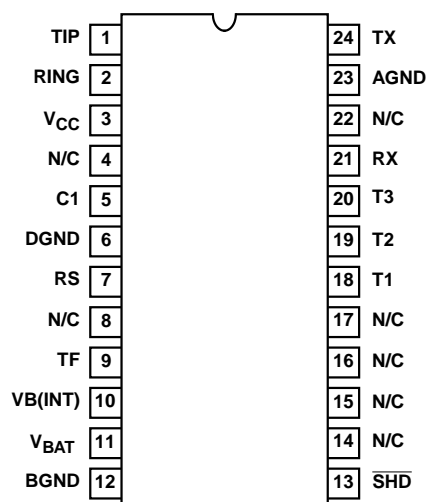 TIP 1 24 TX
RING 2 23 AGND
VCC 3 22 N/C
N/C 4 21 RX
C1 5 20 T3
DGND 6 19 T2
RS 7 18 T1
N/C 8 17 N/C
TF 9 16 N/C
VB(INT) 10 15 N/C
VBAT 11 14 N/C
BGND 12 13 S̅H̅D̅